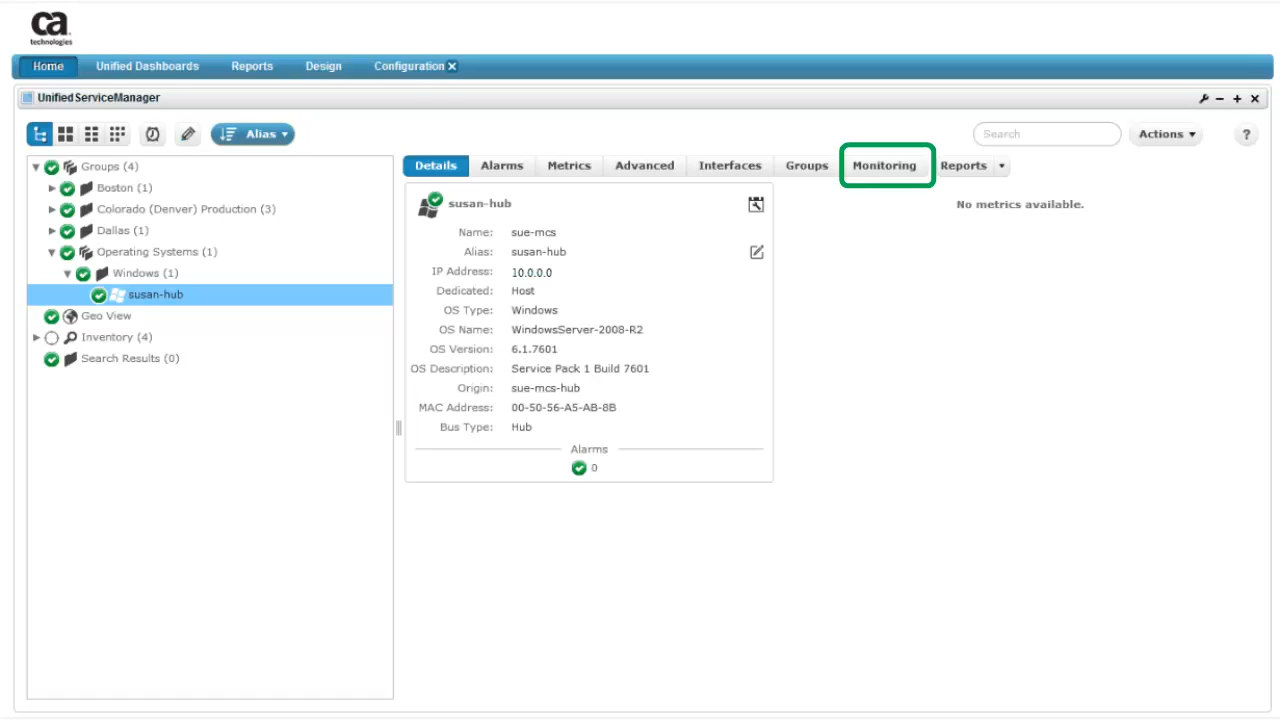 ca
technologies
Home Unified Dashboards Reports Design Configuration
Unified Service Manager
Alias
Search
Actions
?
Groups (4)
Boston (1)
Colorado (Denver) Production (3)
Dallas (1)
Operating Systems (1)
Windows (1)
susan-hub
Geo View
Inventory (4)
Search Results (0)
Details Alarms Metrics Advanced Interfaces Groups Monitoring Reports
susan-hub
Name: sue-mcs
Alias: susan-hub
IP Address: 10.0.0.0
Dedicated: Host
OS Type: Windows
OS Name: WindowsServer-2008-R2
OS Version: 6.1.7601
OS Description: Service Pack 1 Build 7601
Origin: sue-mcs-hub
MAC Address: 00-50-56-A5-AB-8B
Bus Type: Hub
Alarms
0
No metrics available.